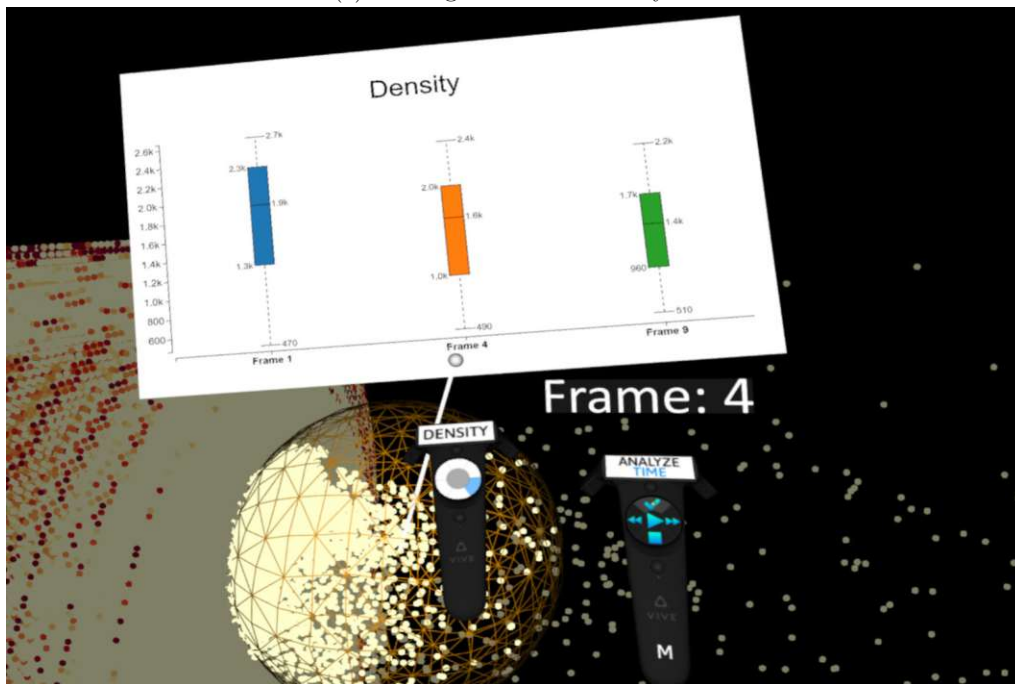 Density
2.6k
2.4k
2.2k
2.0k
1.8k
1.6k
1.4k
1.2k
1.0k
800
600
2.7k
2.3k
1.9k
1.3k
470
Frame 1
2.4k
2.0k
1.6k
1.0k
490
Frame 4
2.2k
1.7k
1.4k
960
510
Frame 9
Frame: 4
DENSITY
VIVE
ANALYZE
TIME
VIVE
M